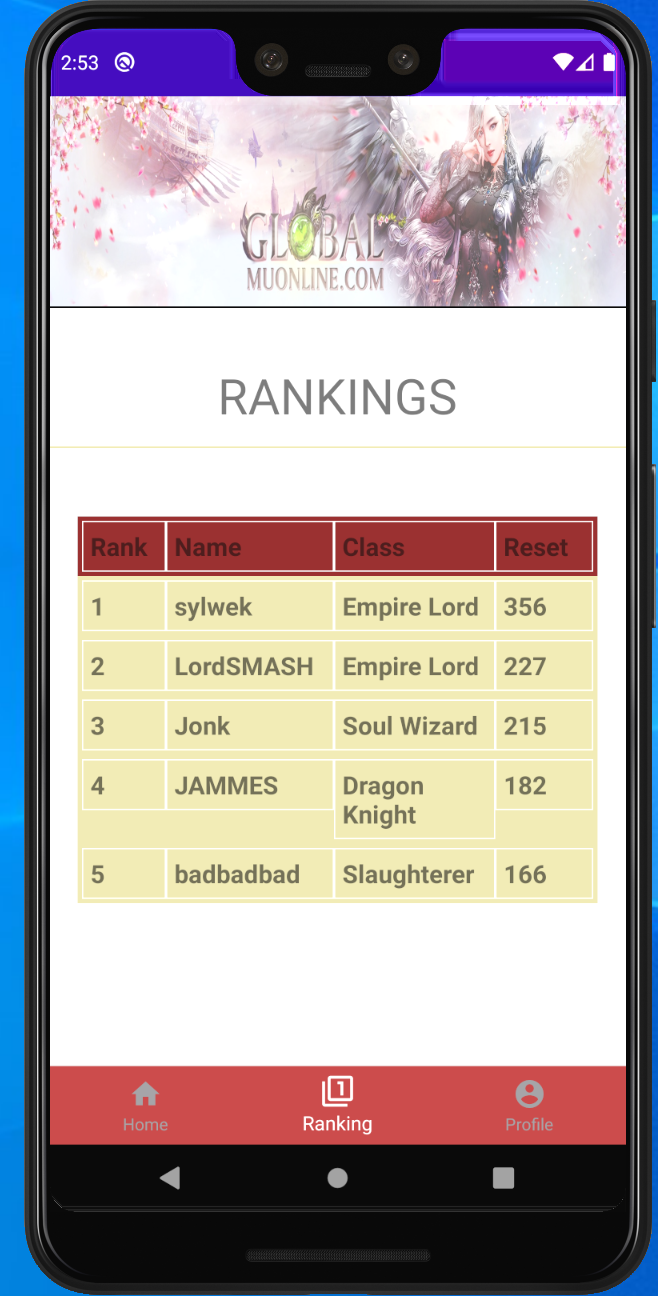 2:53
GLOBAL
MUONLINE.COM
RANKINGS
Rank Name Class Reset
1 sylwek Empire Lord 356
2 LordSMASH Empire Lord 227
3 Jonk Soul Wizard 215
4 JAMMES Dragon 182
Knight
5 badbadbad Slaughterer 166
1
Home Ranking Profile